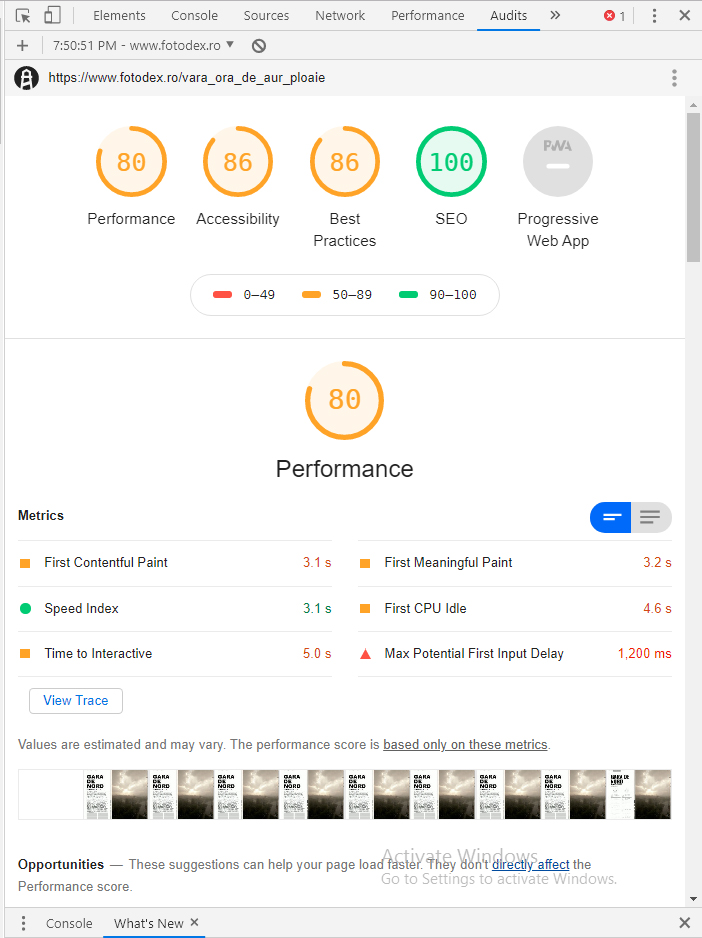 Elements Console Sources Network Performance Audits 1
7:50:51 PM - www.fotodex.ro
https://www.fotodex.ro/vara_ora_de_aur_ploaie
80 86 86 100 PWA
Performance Accessibility Best Practices SEO Progressive Web App
0–49 50–89 90–100
80
Performance
Metrics
First Contentful Paint 3.1 s
First Meaningful Paint 3.2 s
Speed Index 3.1 s
First CPU Idle 4.6 s
Time to Interactive 5.0 s
Max Potential First Input Delay 1,200 ms
View Trace
Values are estimated and may vary. The performance score is based only on these metrics.
GARA DE NORD GARA DE NORD GARA DE NORD GARA DE NORD GARA DE NORD GARA DE NORD GARA DE NORD GARA DE NORD GARA DE NORD
Opportunities — These suggestions can help your page load faster. They don't directly affect the
Performance score.
Activate Windows
Go to Settings to activate Windows.
Console What's New